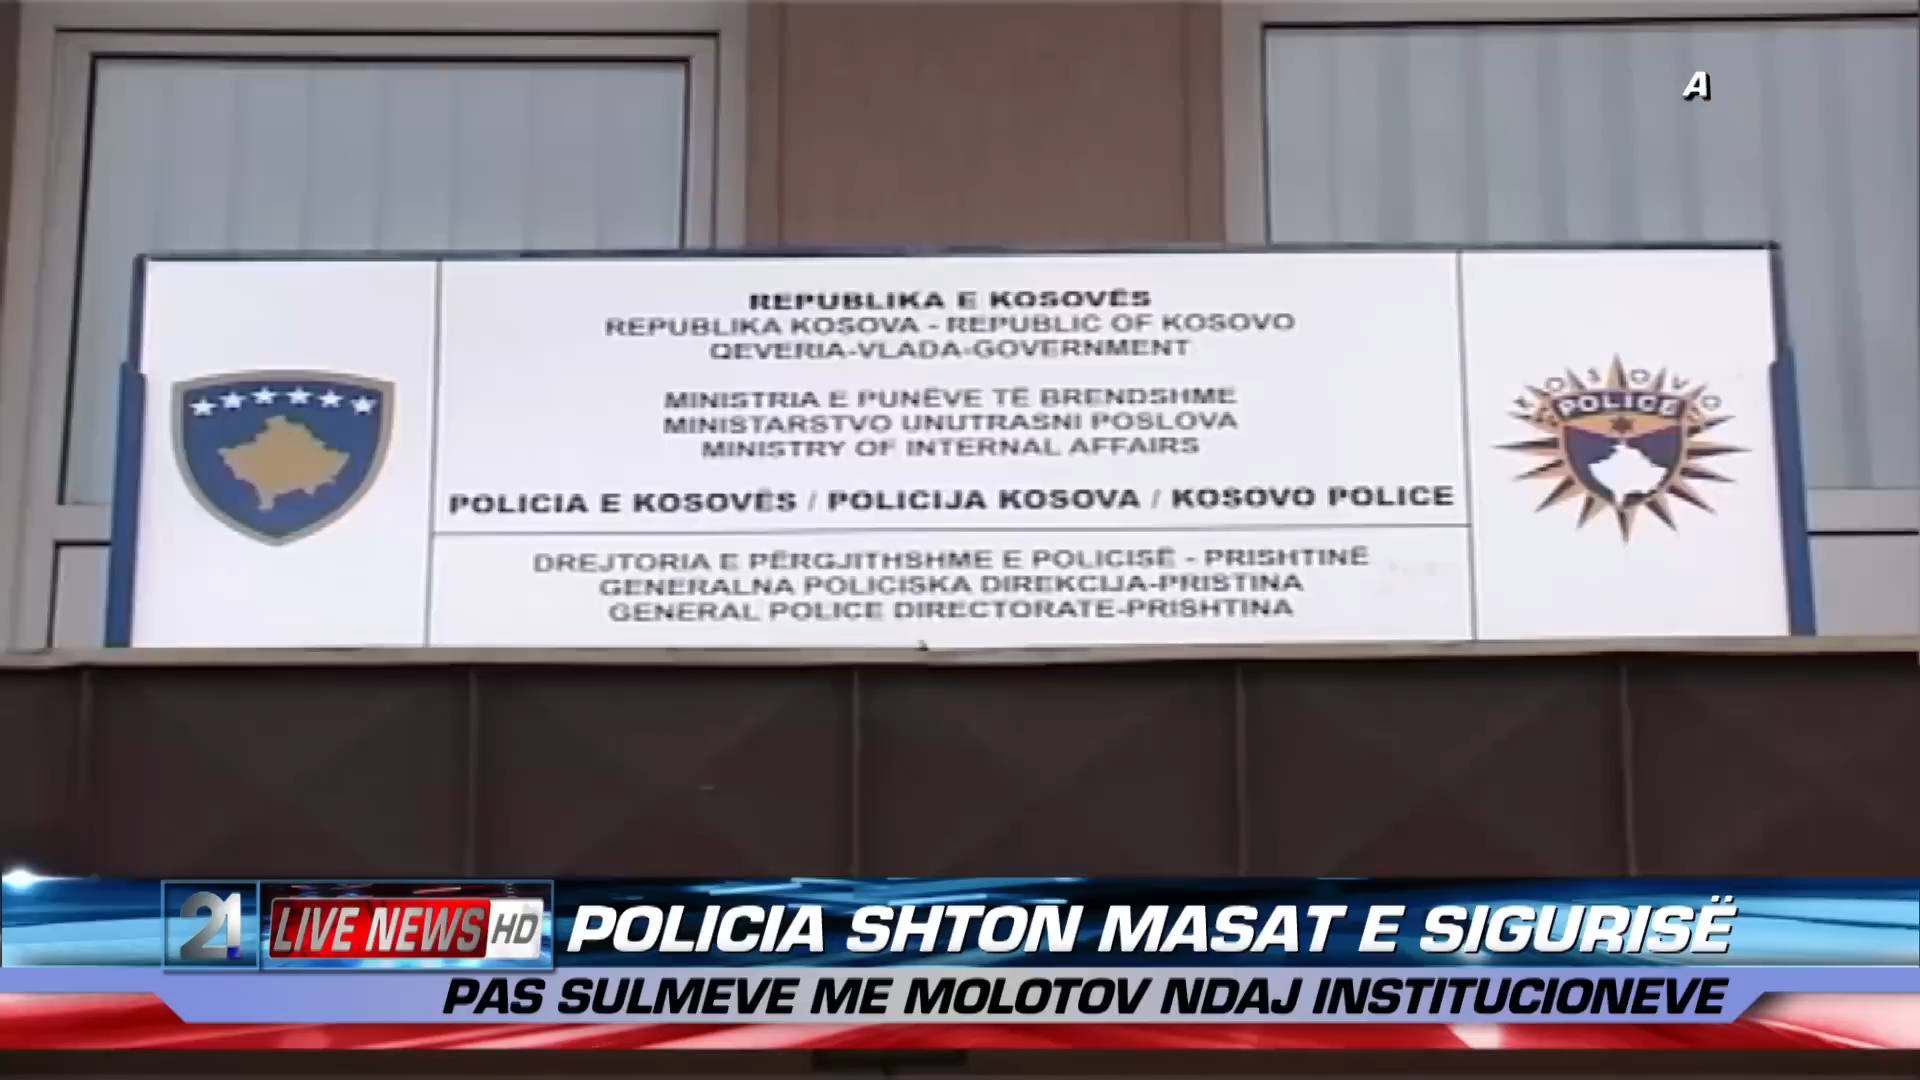 A
REPUBLIKA E KOSOVËS
REPUBLIKA KOSOVA - REPUBLIC OF KOSOVO
QEVERIA-VLADA-GOVERNMENT
MINISTRIA E PUNËVE TË BRENDSHME
MINISTARSTVO UNUTRASNI POSLOVA
MINISTRY OF INTERNAL AFFAIRS
POLICIA E KOSOVËS / POLICIJA KOSOVA / KOSOVO POLICE
DREJTORIA E PËRGJITHSHME E POLICISË - PRISHTINË
GENERALNA POLICISKA DIREKCIJA-PRISTINA
GENERAL POLICE DIRECTORATE-PRISHTINA
KOSOVO
POLICE
21 LIVE NEWS HD
POLICIA SHTON MASAT E SIGURISË
PAS SULMEVE ME MOLOTOV NDAJ INSTITUCIONEVE